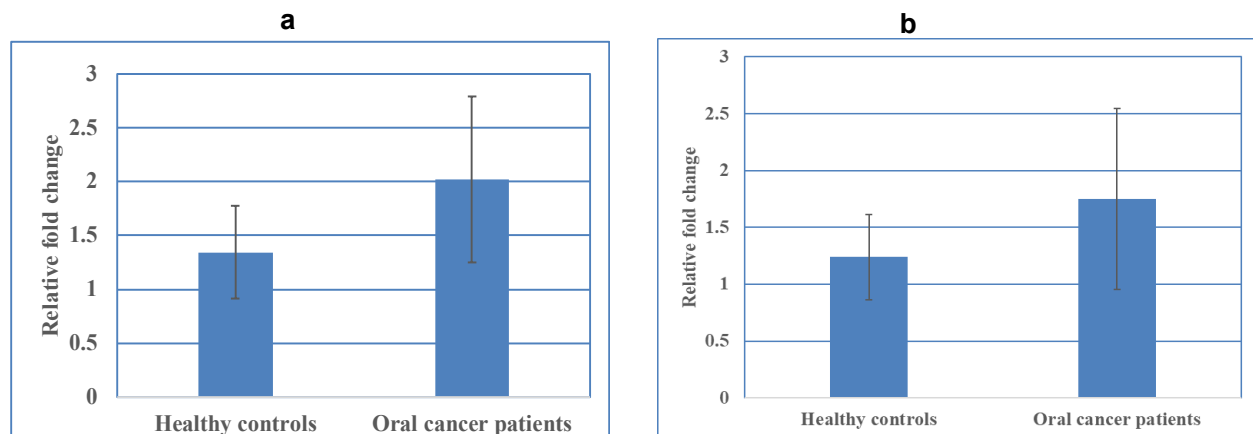 a
Relative fold change
3
2.5
2
1.5
1
0.5
0
Healthy controls Oral cancer patients
b
Relative fold change
3
2.5
2
1.5
1
0.5
0
Healthy controls Oral cancer patients